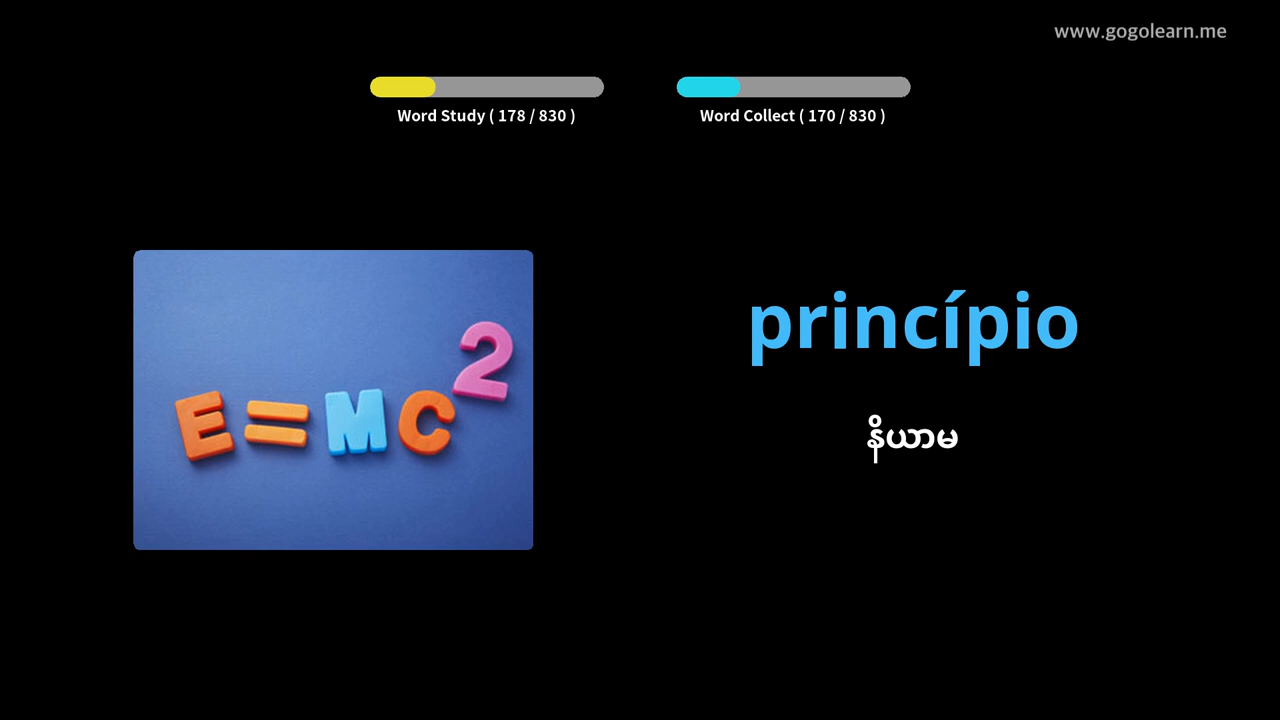 www.gogolearn.me
Word Study ( 178 / 830 )
Word Collect ( 170 / 830 )
E=MC2
princípio
နိယာမ